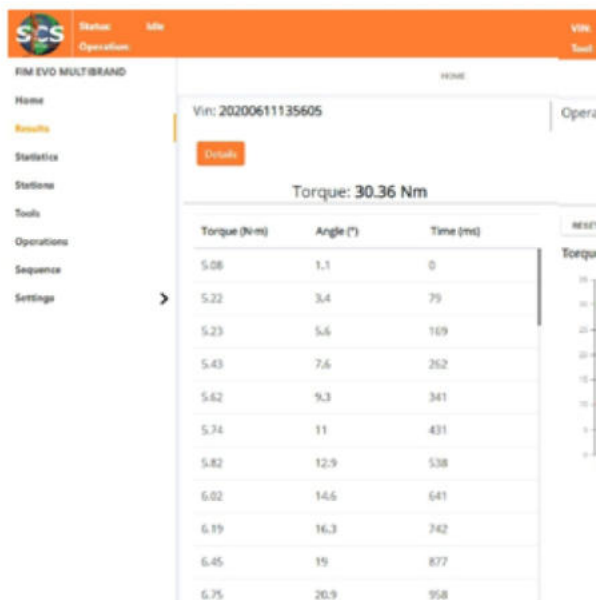 SCS
Status: Idle
Operation:
VIN:
Tool
FIM EVO MULTIBRAND
Home
Results
Statistics
Stations
Tools
Operations
Sequence
Settings
HOME
Vin: 20200611135605
Opera
Details
Torque: 30.36 Nm
RESET
Torque (N·m) Angle (°) Time (ms)
Torque
5.08 1.1 0
5.22 3.4 79
5.23 5.6 169
5.43 7.6 262
5.62 9.3 341
5.74 11 431
5.82 12.9 538
6.02 14.6 641
6.19 16.3 742
6.45 19 877
6.75 20.9 958